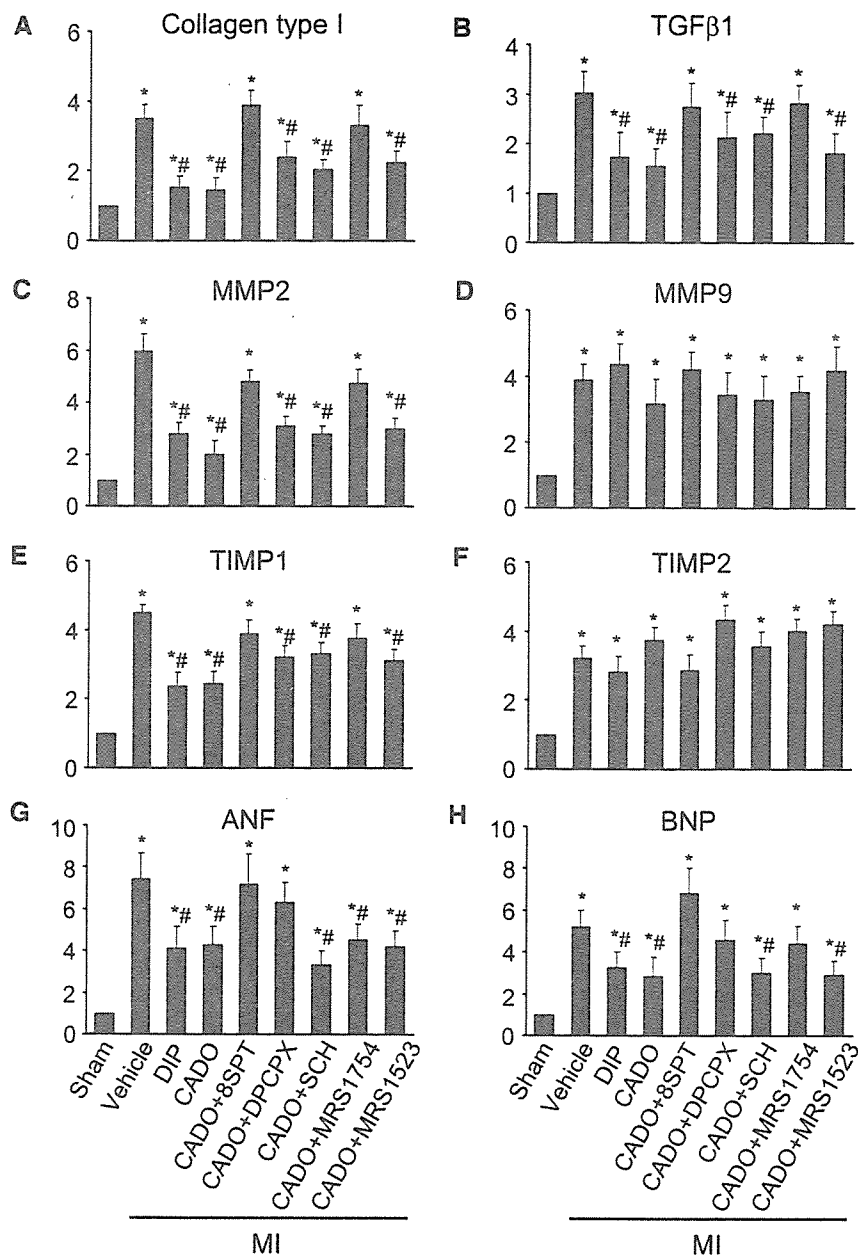 A Collagen type I
6
4
2
0
* *# *# * *# *# * *#
B TGFβ1
4
3
2
1
0
* *# *# * *# *# * *#
C MMP2
8
6
4
2
0
* *# *# * *# *# * *#
D MMP9
6
4
2
0
* * * * * * * *
E TIMP1
6
4
2
0
* *# *# * *# *# * *#
F TIMP2
6
4
2
0
* * * * * * * *
G ANF
10
8
6
4
2
0
* *# *# * * *# *# *#
Sham
Vehicle
DIP
CADO
CADO+8SPT
CADO+DPCPX
CADO+SCH
CADO+MRS1754
CADO+MRS1523
MI
H BNP
10
8
6
4
2
0
* *# *# * * *# * *#
Sham
Vehicle
DIP
CADO
CADO+8SPT
CADO+DPCPX
CADO+SCH
CADO+MRS1754
CADO+MRS1523
MI